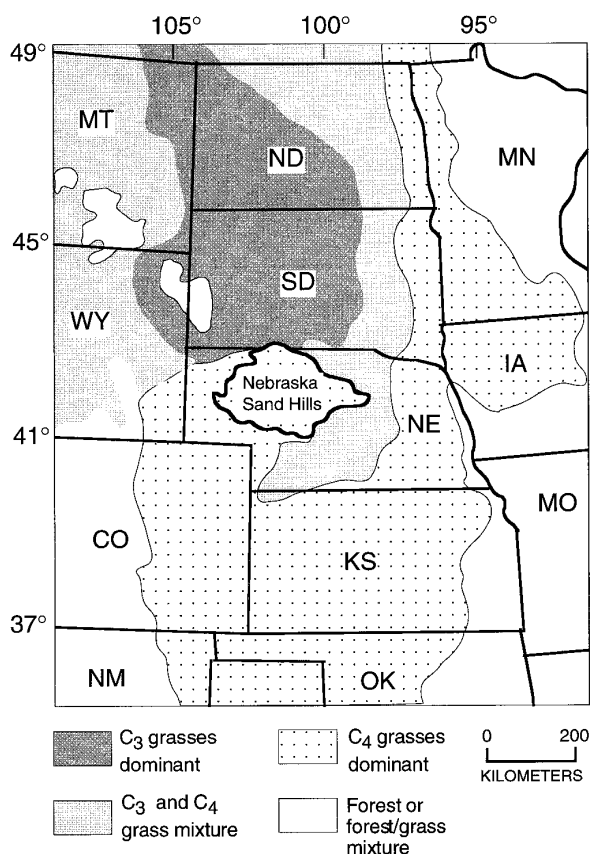 105° 100° 95°
49°
MT
ND
MN
45°
SD
WY
Nebraska
Sand Hills
IA
41°
NE
MO
CO
KS
37°
NM
OK
C3 grasses
dominant
C4 grasses
dominant
0 200
KILOMETERS
C3 and C4
grass mixture
Forest or
forest/grass
mixture